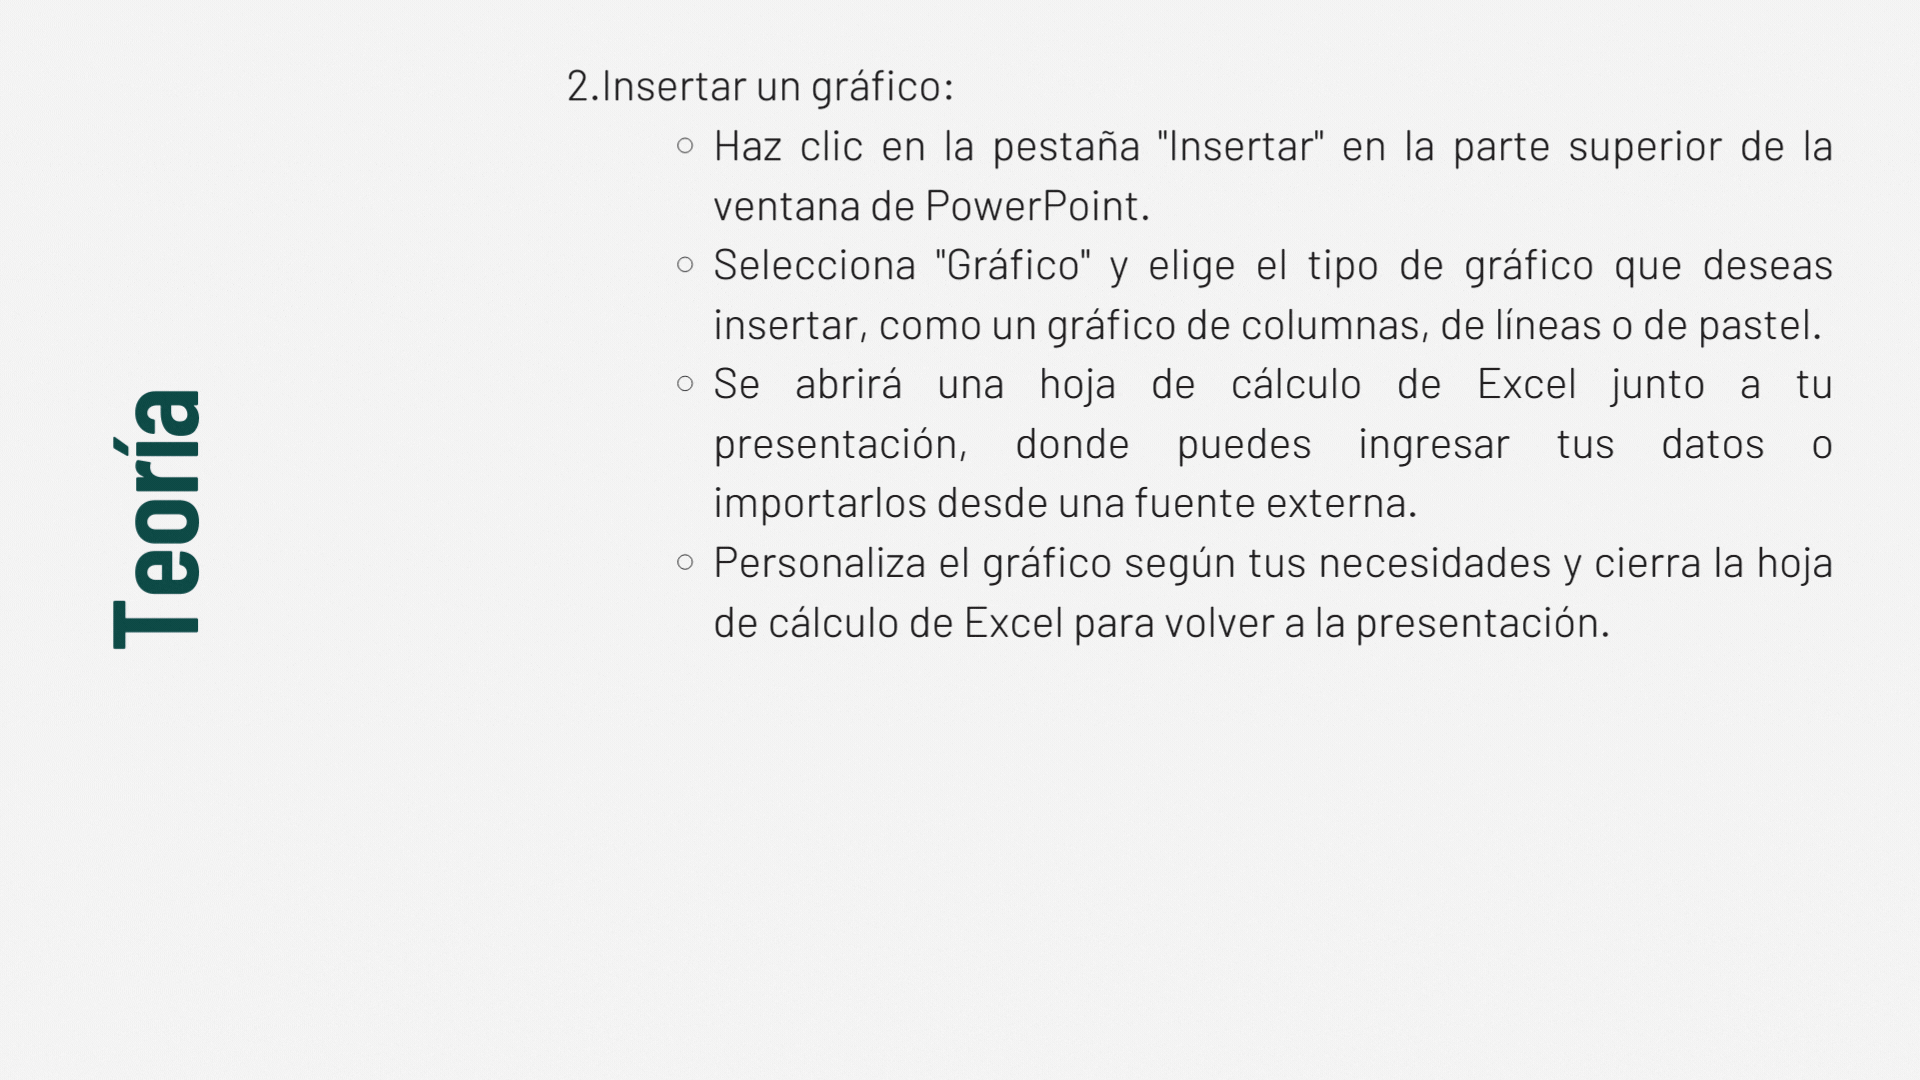 Teoría
2.Insertar un gráfico:
○ Haz clic en la pestaña "Insertar" en la parte superior de la
ventana de PowerPoint.
○ Selecciona "Gráfico" y elige el tipo de gráfico que deseas
insertar, como un gráfico de columnas, de líneas o de pastel.
○ Se abrirá una hoja de cálculo de Excel junto a tu
presentación, donde puedes ingresar tus datos o
importarlos desde una fuente externa.
○ Personaliza el gráfico según tus necesidades y cierra la hoja
de cálculo de Excel para volver a la presentación.